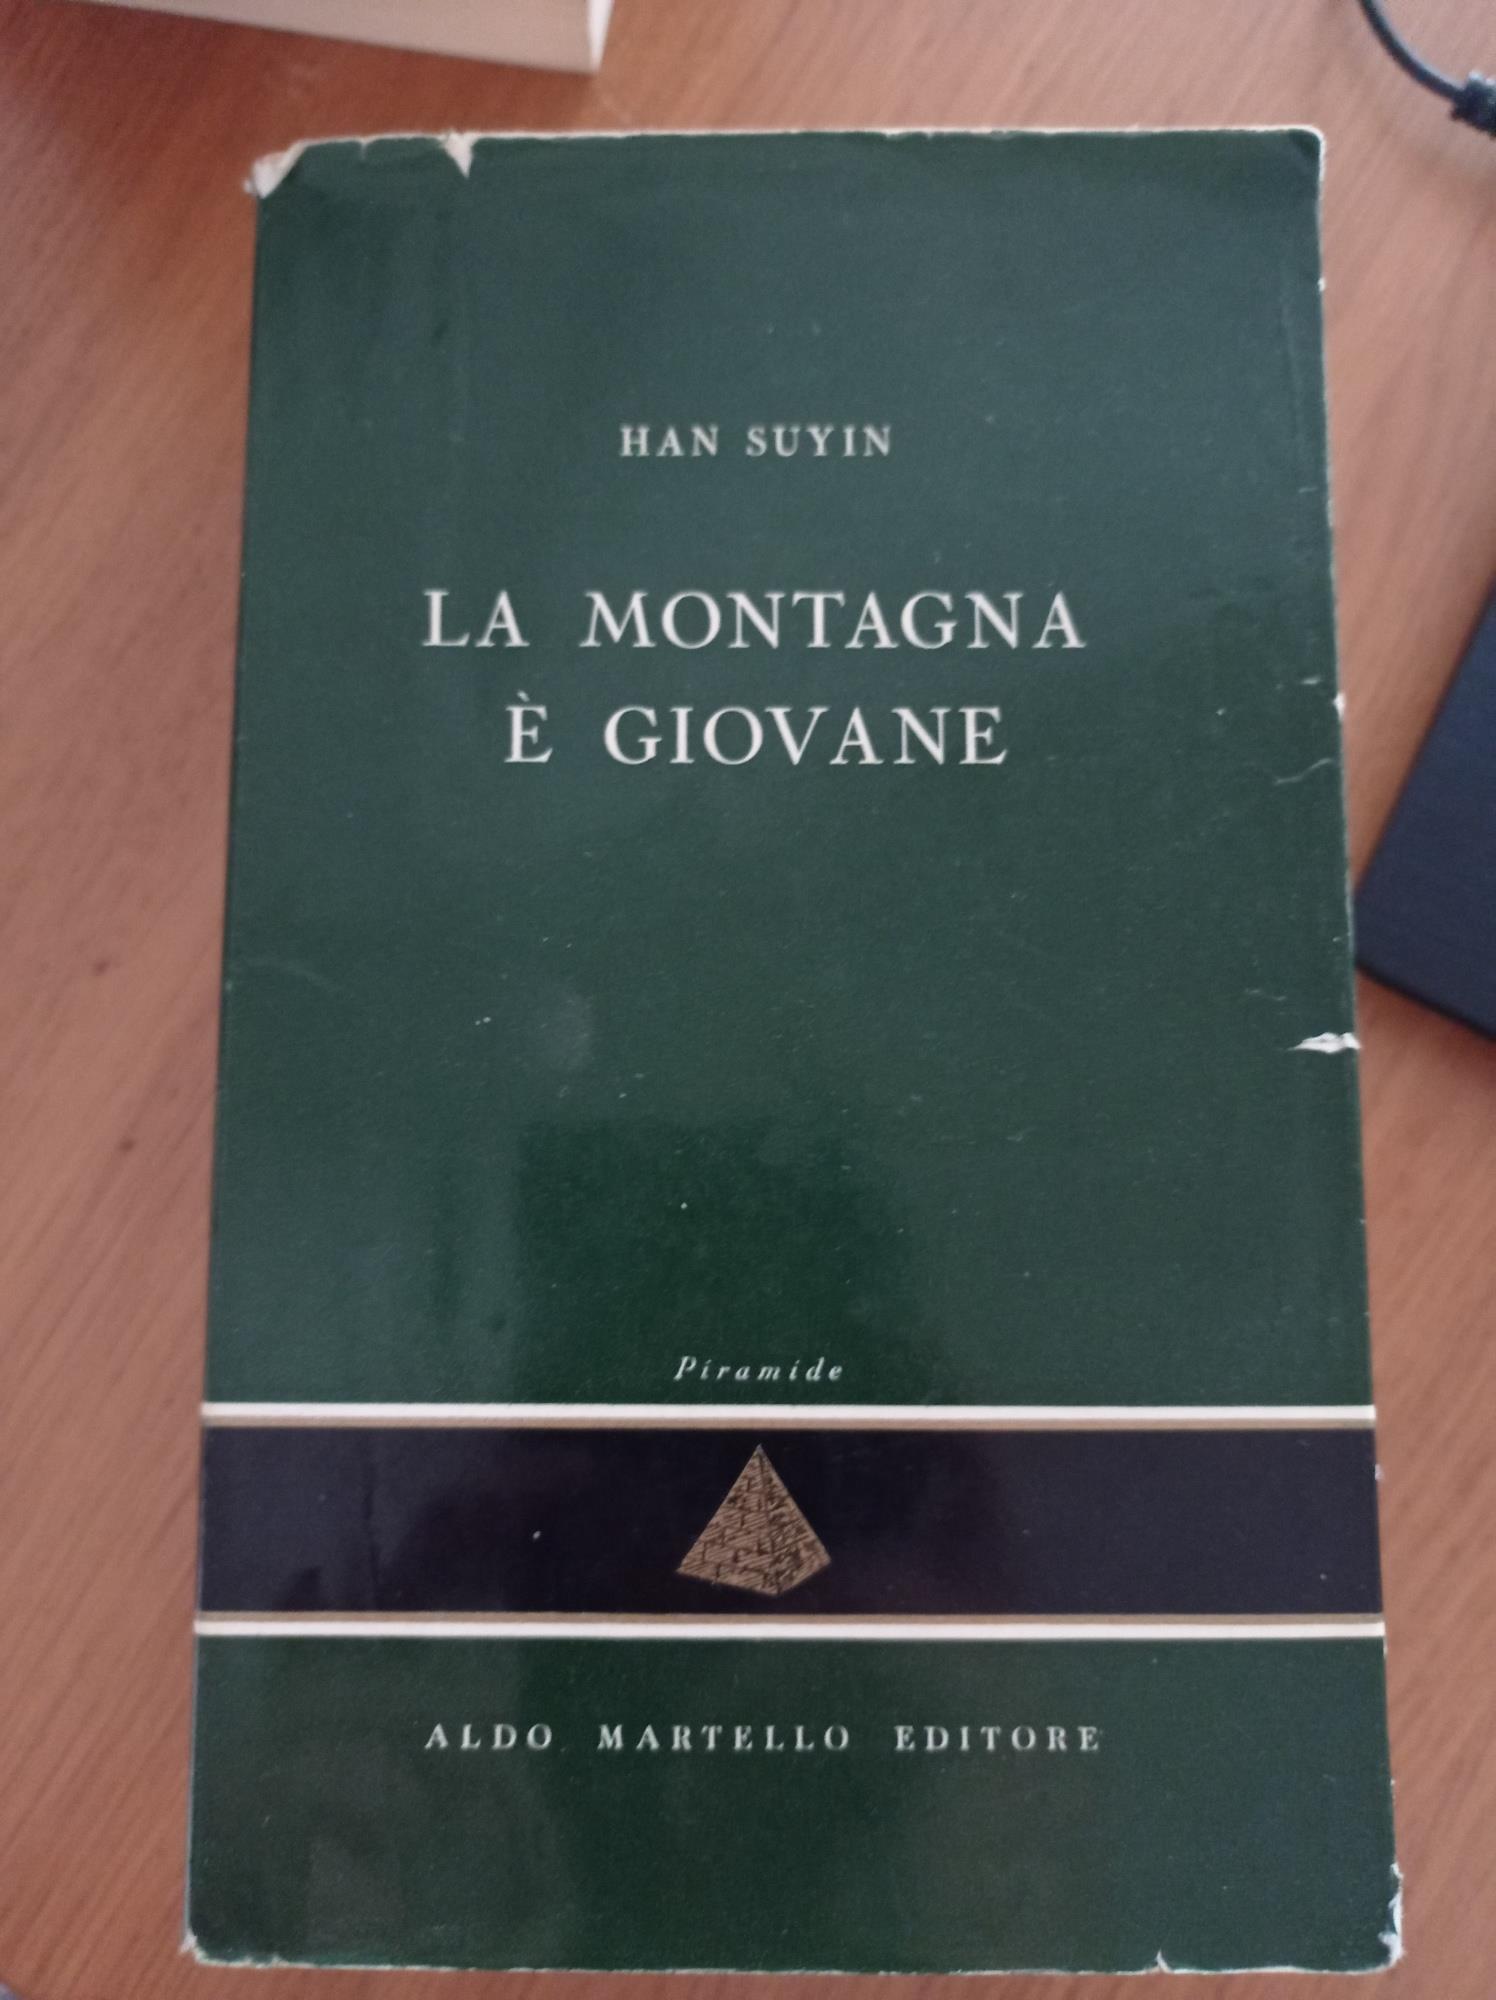 HAN SUYIN
LA MONTAGNA
È GIOVANE
Piramide
ALDO MARTELLO EDITORE